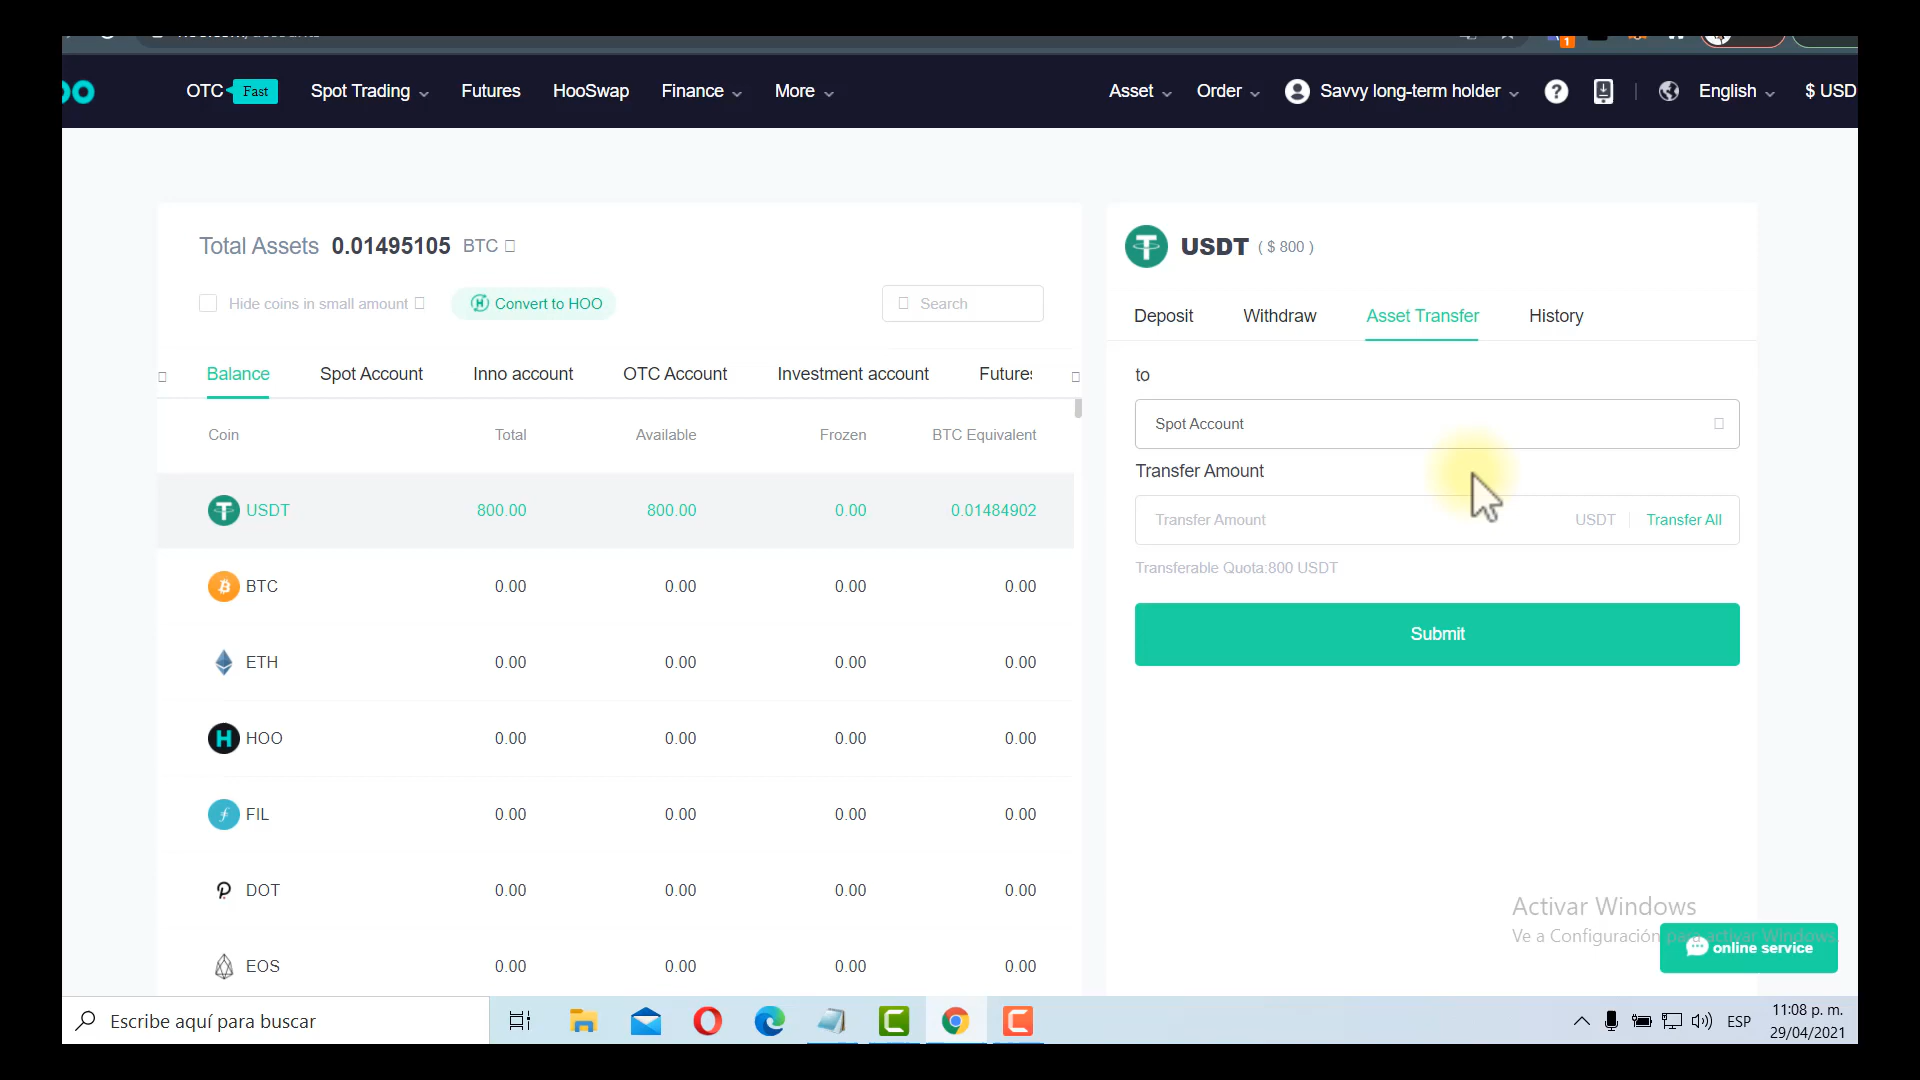 OTC Fast Spot Trading Futures HooSwap Finance More Asset Order Savvy long-term holder ? English $ USD
Total Assets 0.01495105 BTC
Hide coins in small amount Convert to HOO Search
Balance Spot Account Inno account OTC Account Investment account Futures
Coin Total Available Frozen BTC Equivalent
USDT 800.00 800.00 0.00 0.01484902
BTC 0.00 0.00 0.00 0.00
ETH 0.00 0.00 0.00 0.00
HOO 0.00 0.00 0.00 0.00
FIL 0.00 0.00 0.00 0.00
DOT 0.00 0.00 0.00 0.00
EOS 0.00 0.00 0.00 0.00
USDT ( $ 800 )
Deposit Withdraw Asset Transfer History
to
Spot Account
Transfer Amount
Transfer Amount USDT Transfer All
Transferable Quota:800 USDT
Submit
Activar Windows
Ve a Configuración para activar Windows.
online service
Escribe aquí para buscar
ESP
11:08 p. m.
29/04/2021